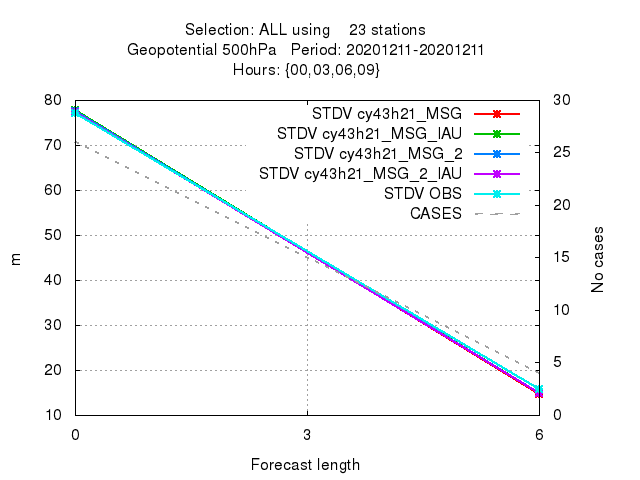 Selection: ALL using    23 stations
Geopotential 500hPa   Period: 20201211-20201211
Hours: {00,03,06,09}
80
70
60
50
40
30
20
10
m
30
25
20
15
10
5
0
No cases
STDV cy43h21_MSG
STDV cy43h21_MSG_IAU
STDV cy43h21_MSG_2
STDV cy43h21_MSG_2_IAU
STDV OBS
CASES
0 3 6
Forecast length